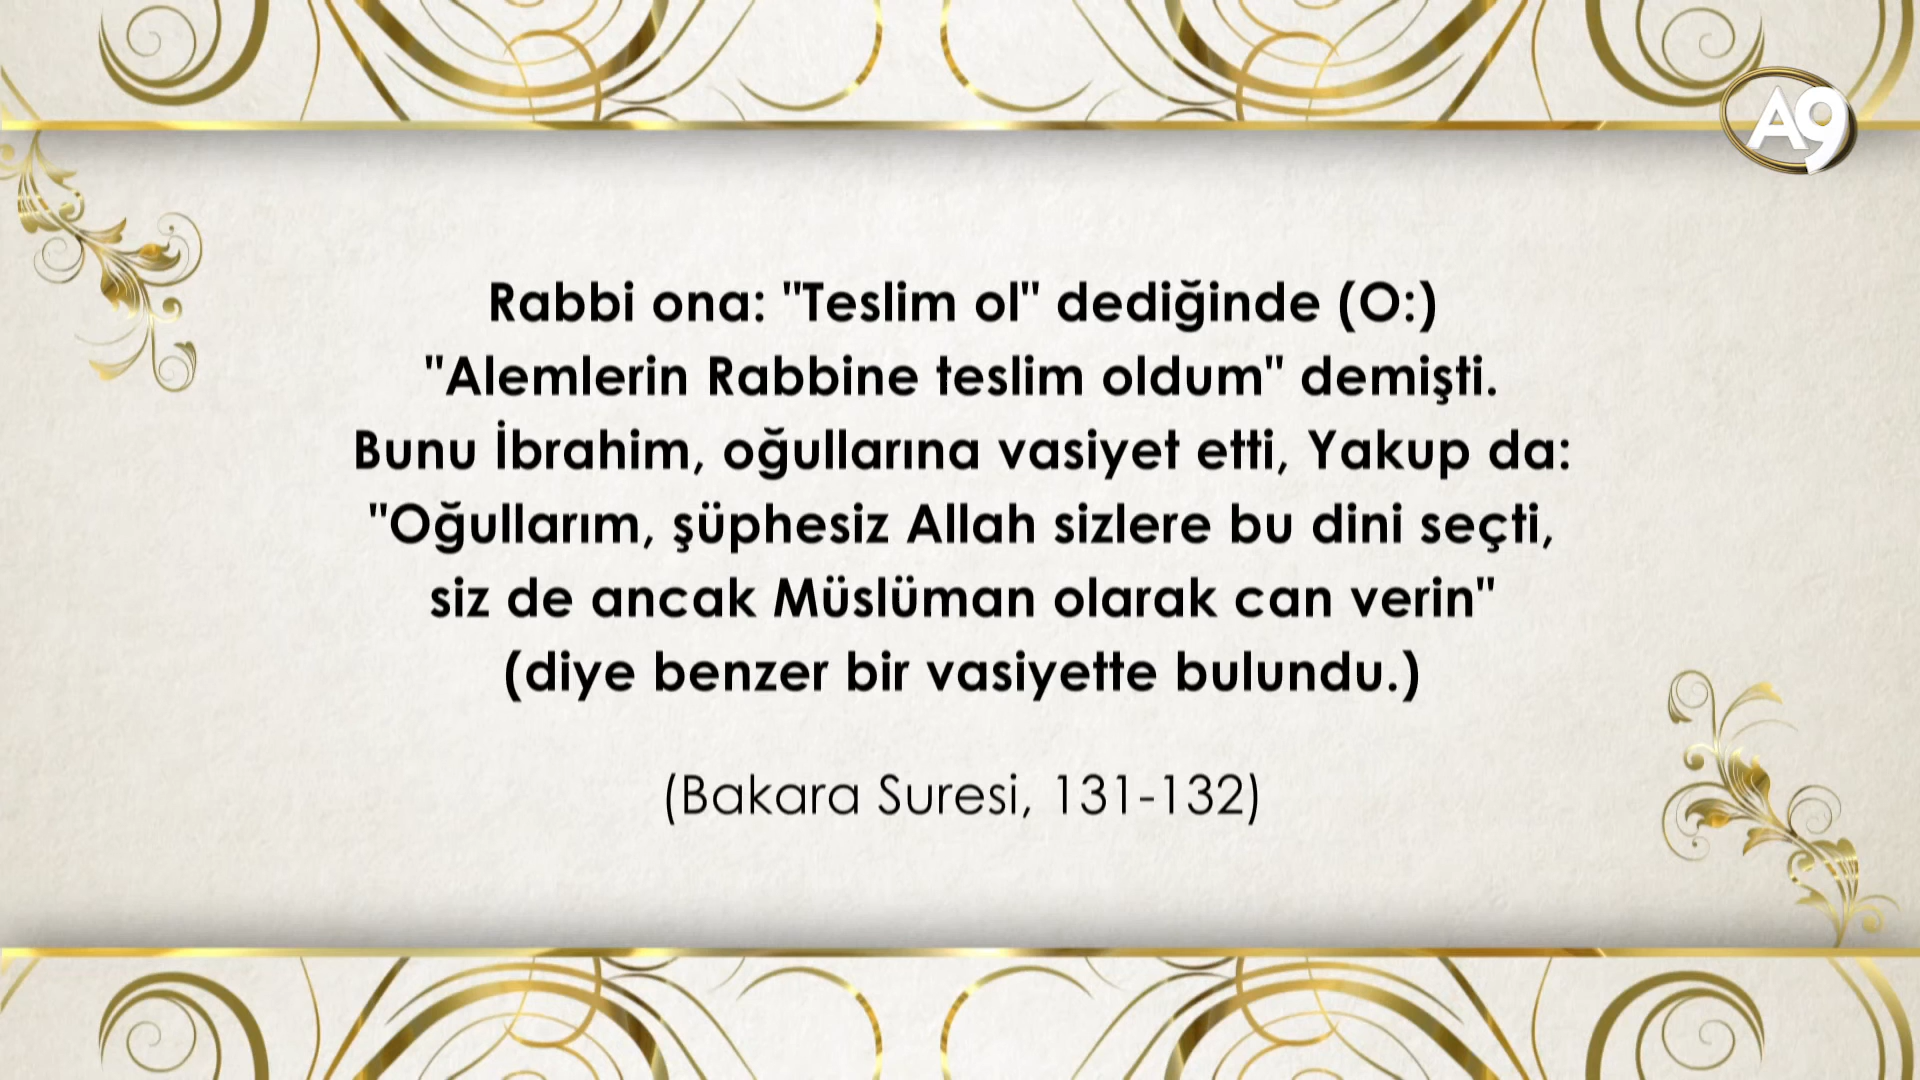 A9
Rabbi ona: "Teslim ol" dediğinde (O:)
"Alemlerin Rabbine teslim oldum" demişti.
Bunu İbrahim, oğullarına vasiyet etti, Yakup da:
"Oğullarım, şüphesiz Allah sizlere bu dini seçti,
siz de ancak Müslüman olarak can verin"
(diye benzer bir vasiyette bulundu.)
(Bakara Suresi, 131-132)